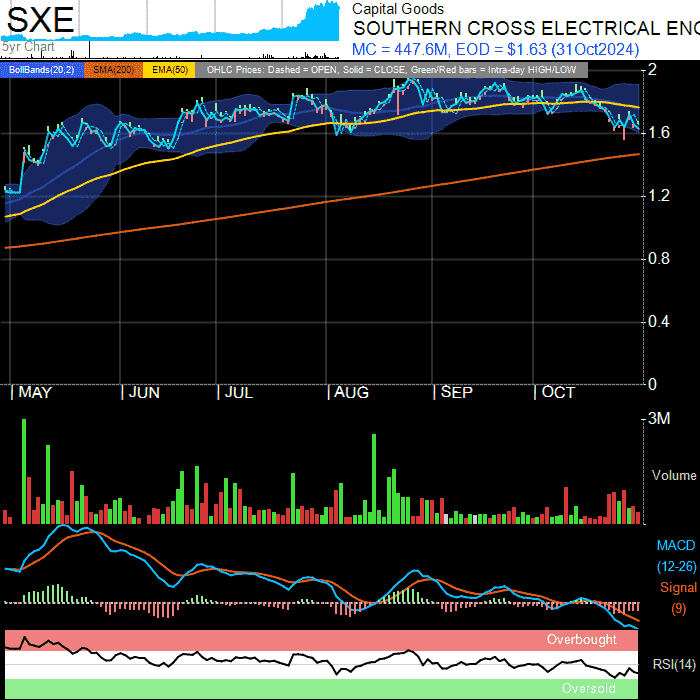 SXE
Capital Goods
SOUTHERN CROSS ELECTRICAL ENG
MC = 447.6M, EOD = $1.63 (31Oct2024)
5yr Chart
BollBands(20,2) SMA(200) EMA(50) OHLC Prices: Dashed = OPEN, Solid = CLOSE, Green/Red bars = Intra-day HIGH/LOW
2
1.6
1.2
0.8
0.4
0
MAY JUN JUL AUG SEP OCT
3M
Volume
MACD
(12-26)
Signal
(9)
Overbought
RSI(14)
Oversold